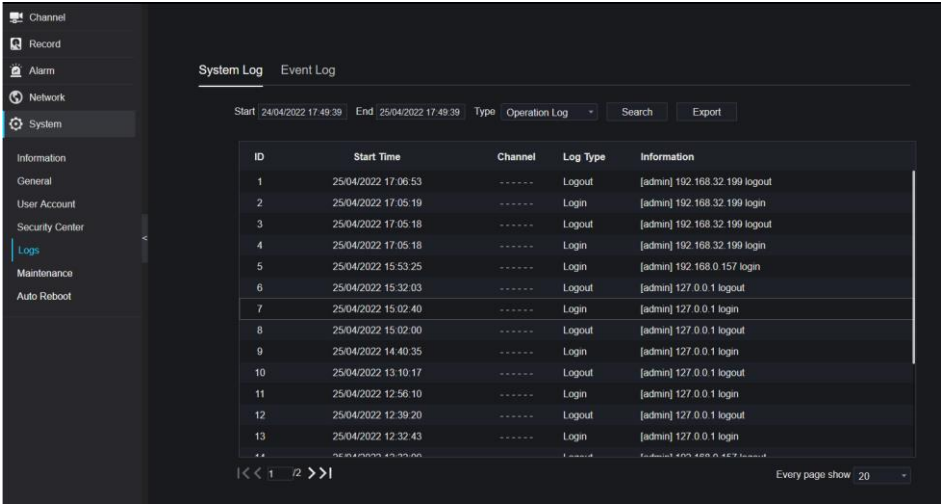 Channel
Record
Alarm
Network
System
Information
General
User Account
Security Center
Logs
Maintenance
Auto Reboot
<
System Log Event Log
Start 24/04/2022 17:49:39 End 25/04/2022 17:49:39 Type Operation Log Search Export
ID Start Time Channel Log Type Information
1 25/04/2022 17:06:53 ------ Logout [admin] 192.168.32.199 logout
2 25/04/2022 17:05:19 ------ Login [admin] 192.168.32.199 login
3 25/04/2022 17:05:18 ------ Logout [admin] 192.168.32.199 logout
4 25/04/2022 17:05:18 ------ Login [admin] 192.168.32.199 login
5 25/04/2022 15:53:25 ------ Login [admin] 192.168.0.157 login
6 25/04/2022 15:32:03 ------ Logout [admin] 127.0.0.1 logout
7 25/04/2022 15:02:40 ------ Login [admin] 127.0.0.1 login
8 25/04/2022 15:02:00 ------ Logout [admin] 127.0.0.1 logout
9 25/04/2022 14:40:35 ------ Login [admin] 127.0.0.1 login
10 25/04/2022 13:10:17 ------ Logout [admin] 127.0.0.1 logout
11 25/04/2022 12:56:10 ------ Login [admin] 127.0.0.1 login
12 25/04/2022 12:39:20 ------ Logout [admin] 127.0.0.1 logout
13 25/04/2022 12:32:43 ------ Login [admin] 127.0.0.1 login
1 /2 Every page show 20